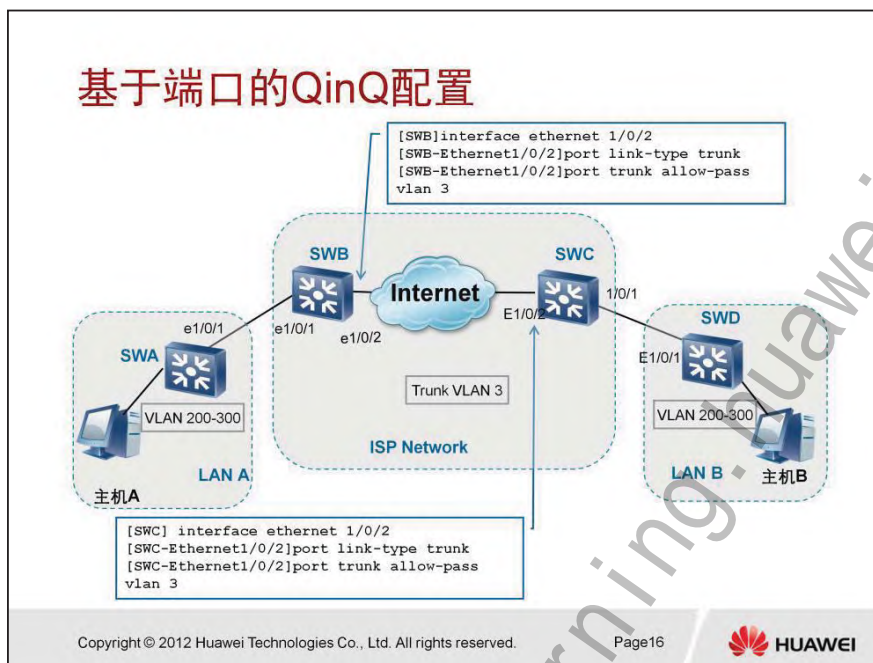 基于端口的QinQ配置
[SWB]interface ethernet 1/0/2
[SWB-Ethernet1/0/2]port link-type trunk
[SWB-Ethernet1/0/2]port trunk allow-pass
vlan 3
SWB
SWC
Internet
1/0/1
e1/0/1
e1/0/1
e1/0/2
E1/0/2
SWD
SWA
E1/0/1
Trunk VLAN 3
VLAN 200-300
VLAN 200-300
ISP Network
LAN A
LAN B
主机A
主机B
[SWC] interface ethernet 1/0/2
[SWC-Ethernet1/0/2]port link-type trunk
[SWC-Ethernet1/0/2]port trunk allow-pass
vlan 3
Copyright © 2012 Huawei Technologies Co., Ltd. All rights reserved.
Page16
HUAWEI
rning.huawei.